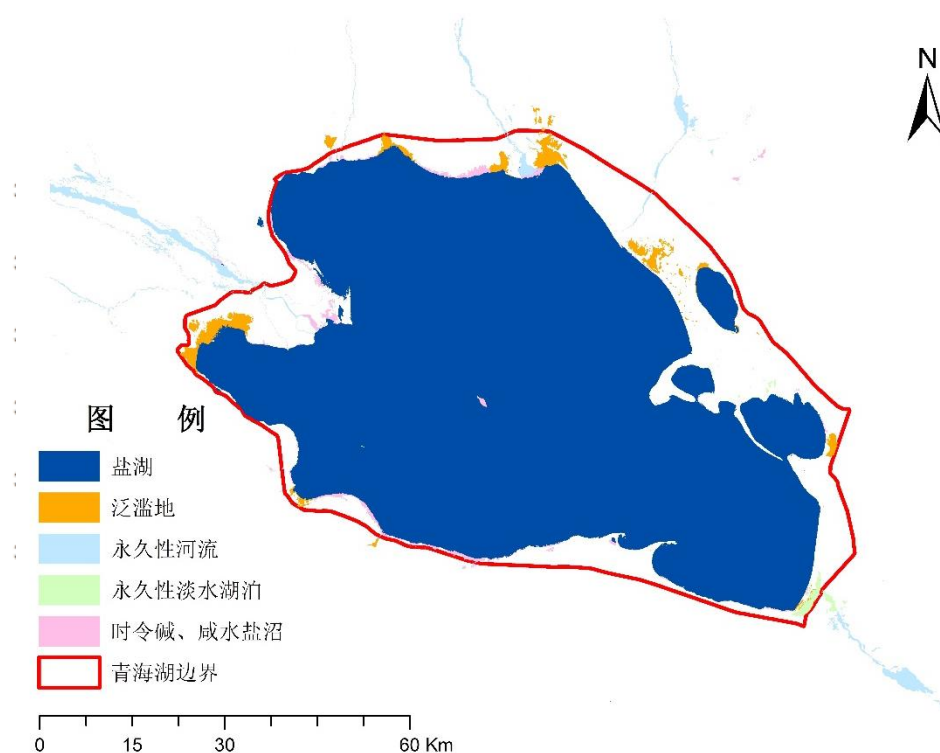 N
图 例
盐湖
泛滥地
永久性河流
永久性淡水湖泊
时令碱、咸水盐沼
青海湖边界
0 15 30 60 Km